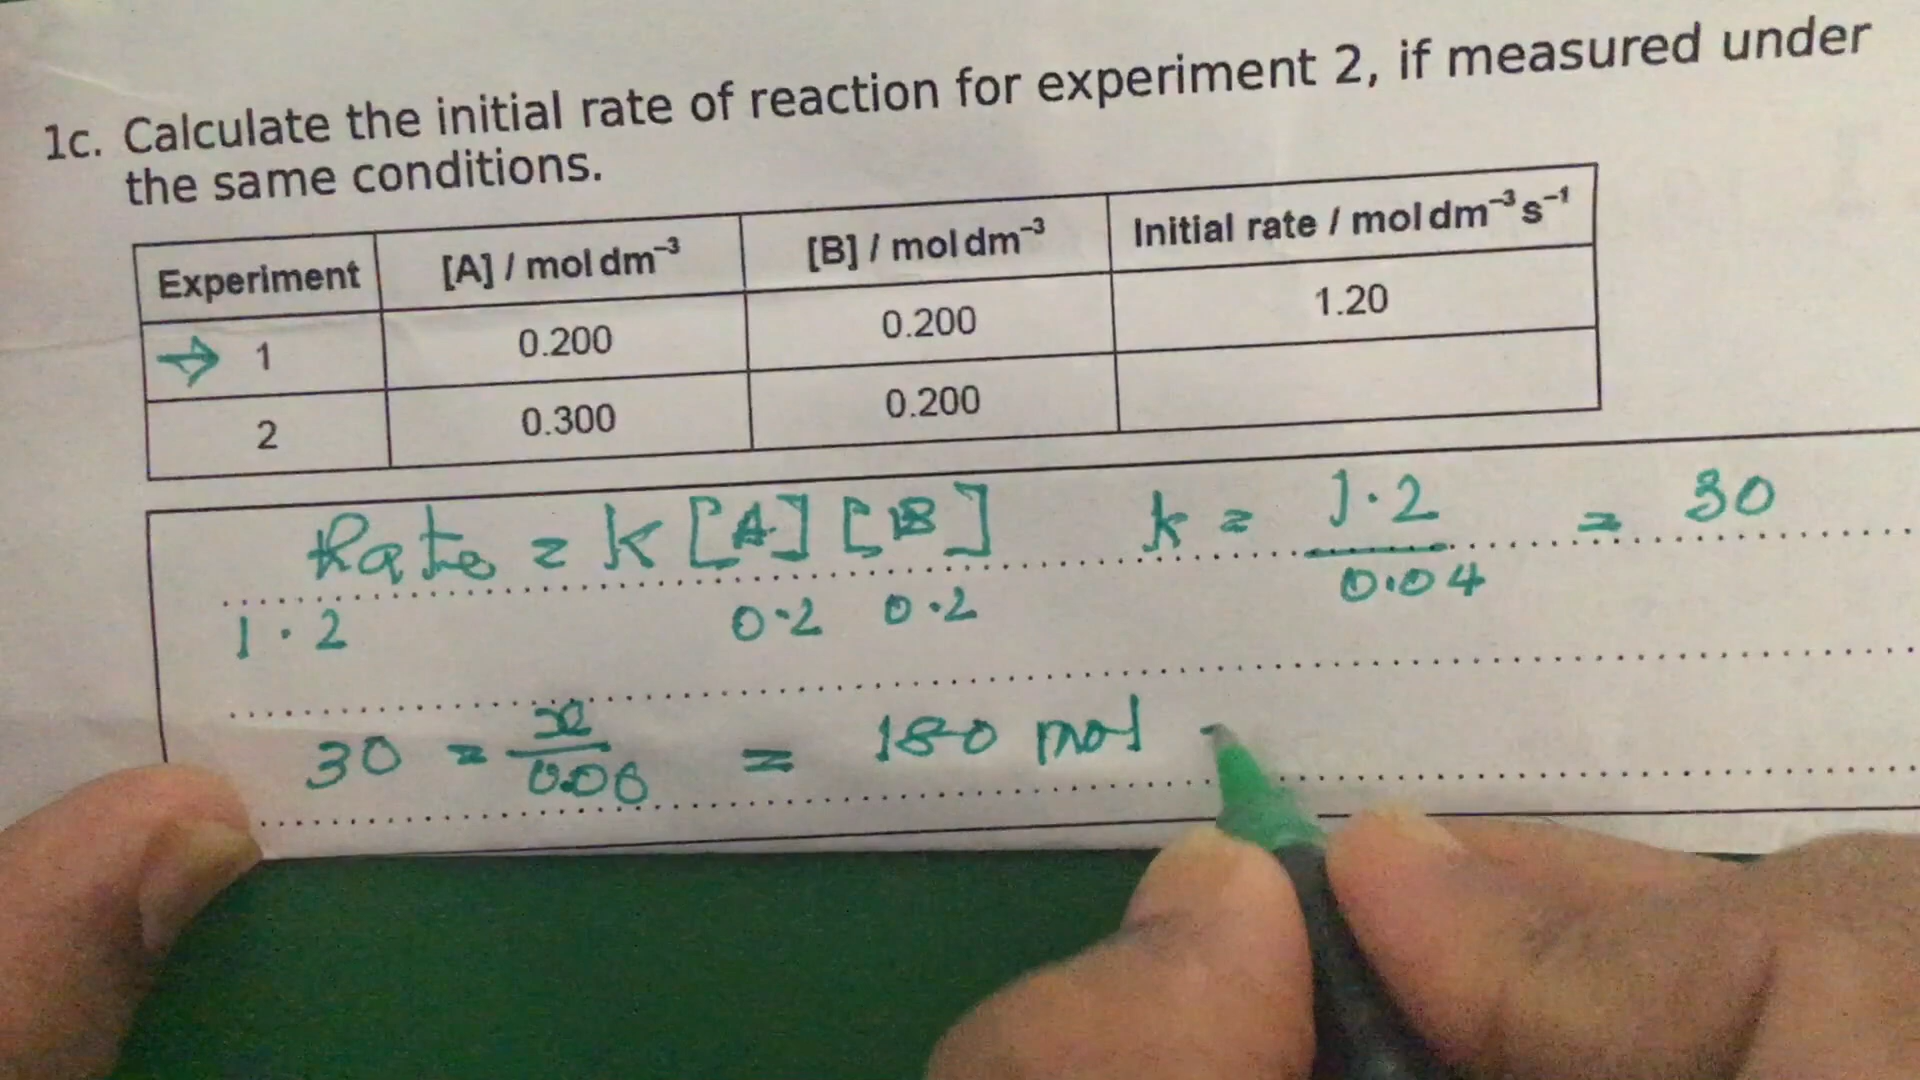 1c. Calculate the initial rate of reaction for experiment 2, if measured under
the same conditions.
Experiment [A] / mol dm⁻³ [B] / mol dm⁻³ Initial rate / mol dm⁻³ s⁻¹
1 0.200 0.200 1.20
2 0.300 0.200
Rate = k [A] [B] k = 1.2 / 0.04 = 30
1.2 0.2 0.2
30 = x / 0.06 = 180 mol